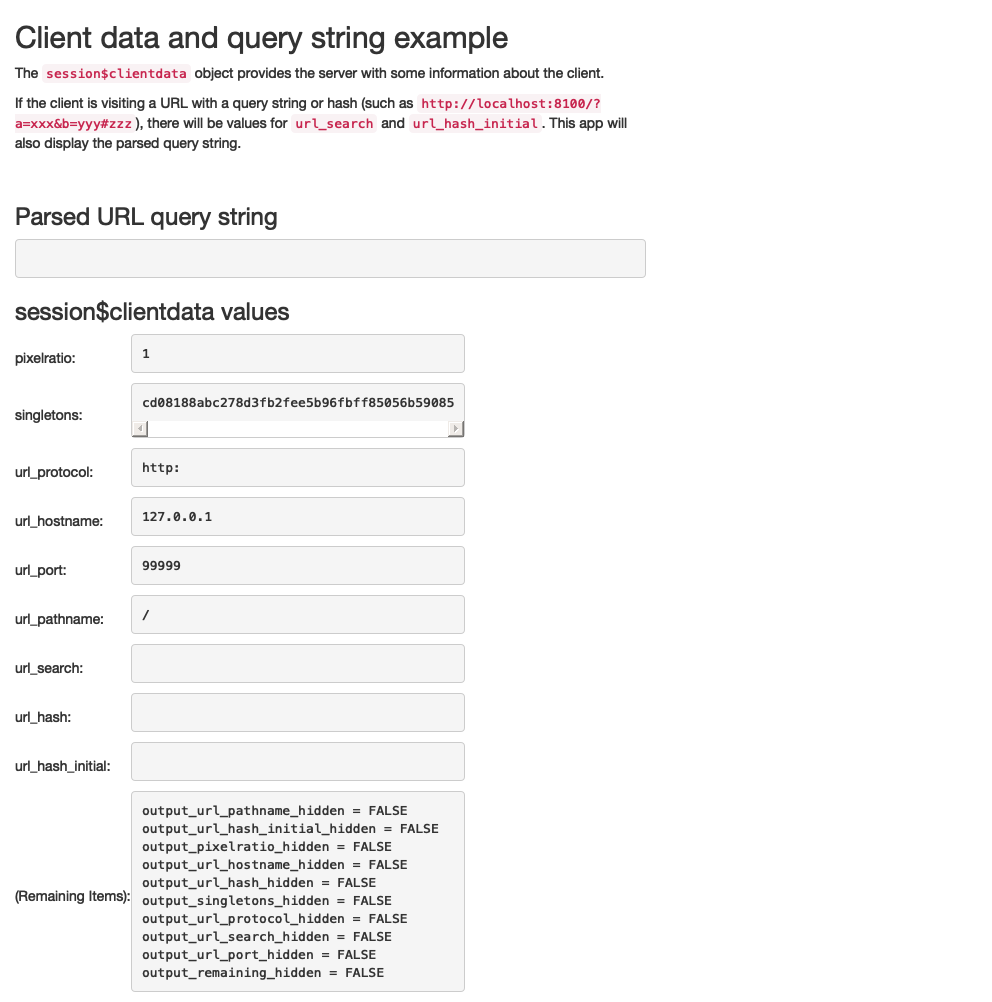 Client data and query string example
The session$clientdata object provides the server with some information about the client.
If the client is visiting a URL with a query string or hash (such as http://localhost:8100/?
a=xxx&b=yyy#zzz ), there will be values for url_search and url_hash_initial . This app will
also display the parsed query string.
Parsed URL query string
session$clientdata values
pixelratio: 1
singletons: cd08188abc278d3fb2fee5b96fbff85056b59085
url_protocol: http:
url_hostname: 127.0.0.1
url_port: 99999
url_pathname: /
url_search:
url_hash:
url_hash_initial:
(Remaining Items):
output_url_pathname_hidden = FALSE
output_url_hash_initial_hidden = FALSE
output_pixelratio_hidden = FALSE
output_url_hostname_hidden = FALSE
output_url_hash_hidden = FALSE
output_singletons_hidden = FALSE
output_url_protocol_hidden = FALSE
output_url_search_hidden = FALSE
output_url_port_hidden = FALSE
output_remaining_hidden = FALSE